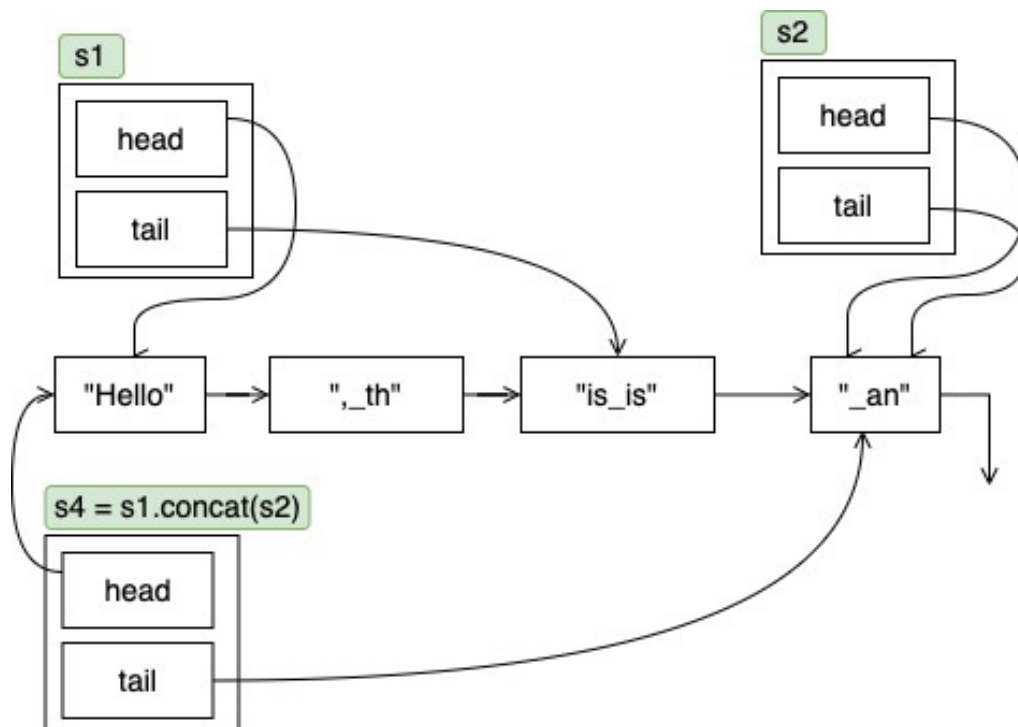 s1
head
tail
s2
head
tail
"Hello"
",_th"
"is_is"
"_an"
s4 = s1.concat(s2)
head
tail